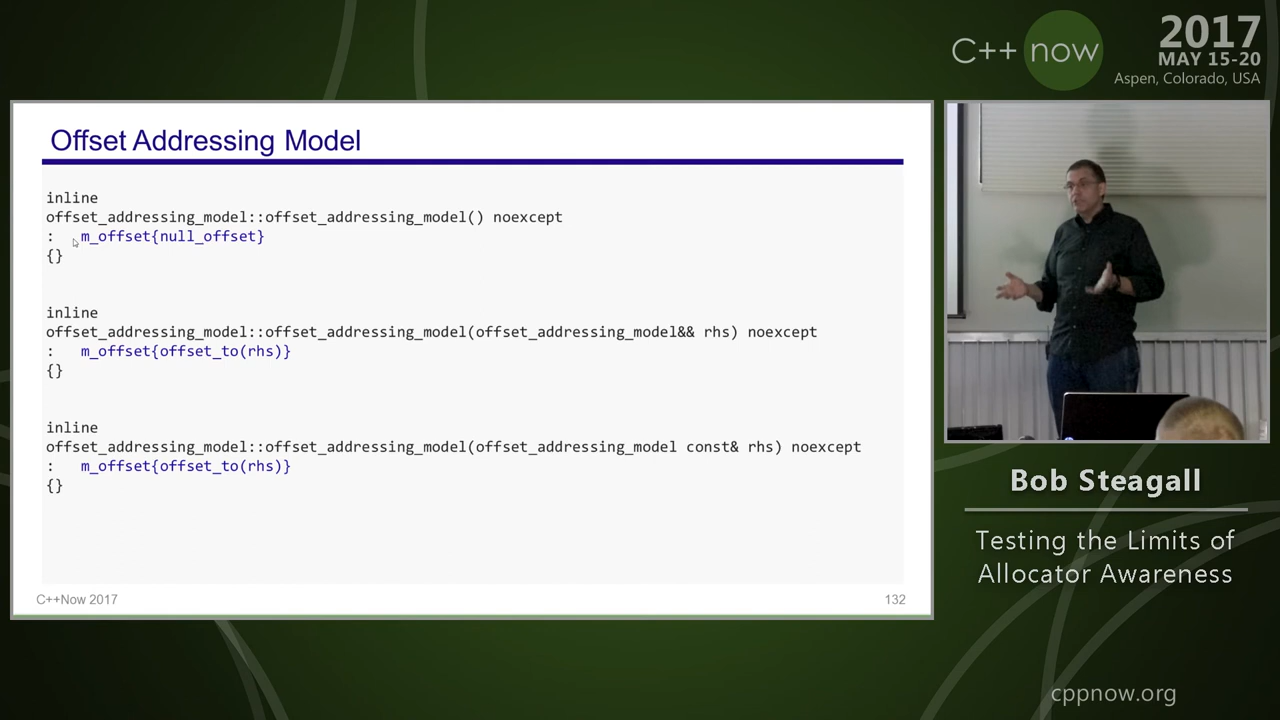 C++ now
2017
MAY 15-20
Aspen, Colorado, USA
Offset Addressing Model
inline
offset_addressing_model::offset_addressing_model() noexcept
:   m_offset{null_offset}
{}
inline
offset_addressing_model::offset_addressing_model(offset_addressing_model&& rhs) noexcept
:   m_offset{offset_to(rhs)}
{}
inline
offset_addressing_model::offset_addressing_model(offset_addressing_model const& rhs) noexcept
:   m_offset{offset_to(rhs)}
{}
C++Now 2017
132
Bob Steagall
Testing the Limits of
Allocator Awareness
cppnow.org